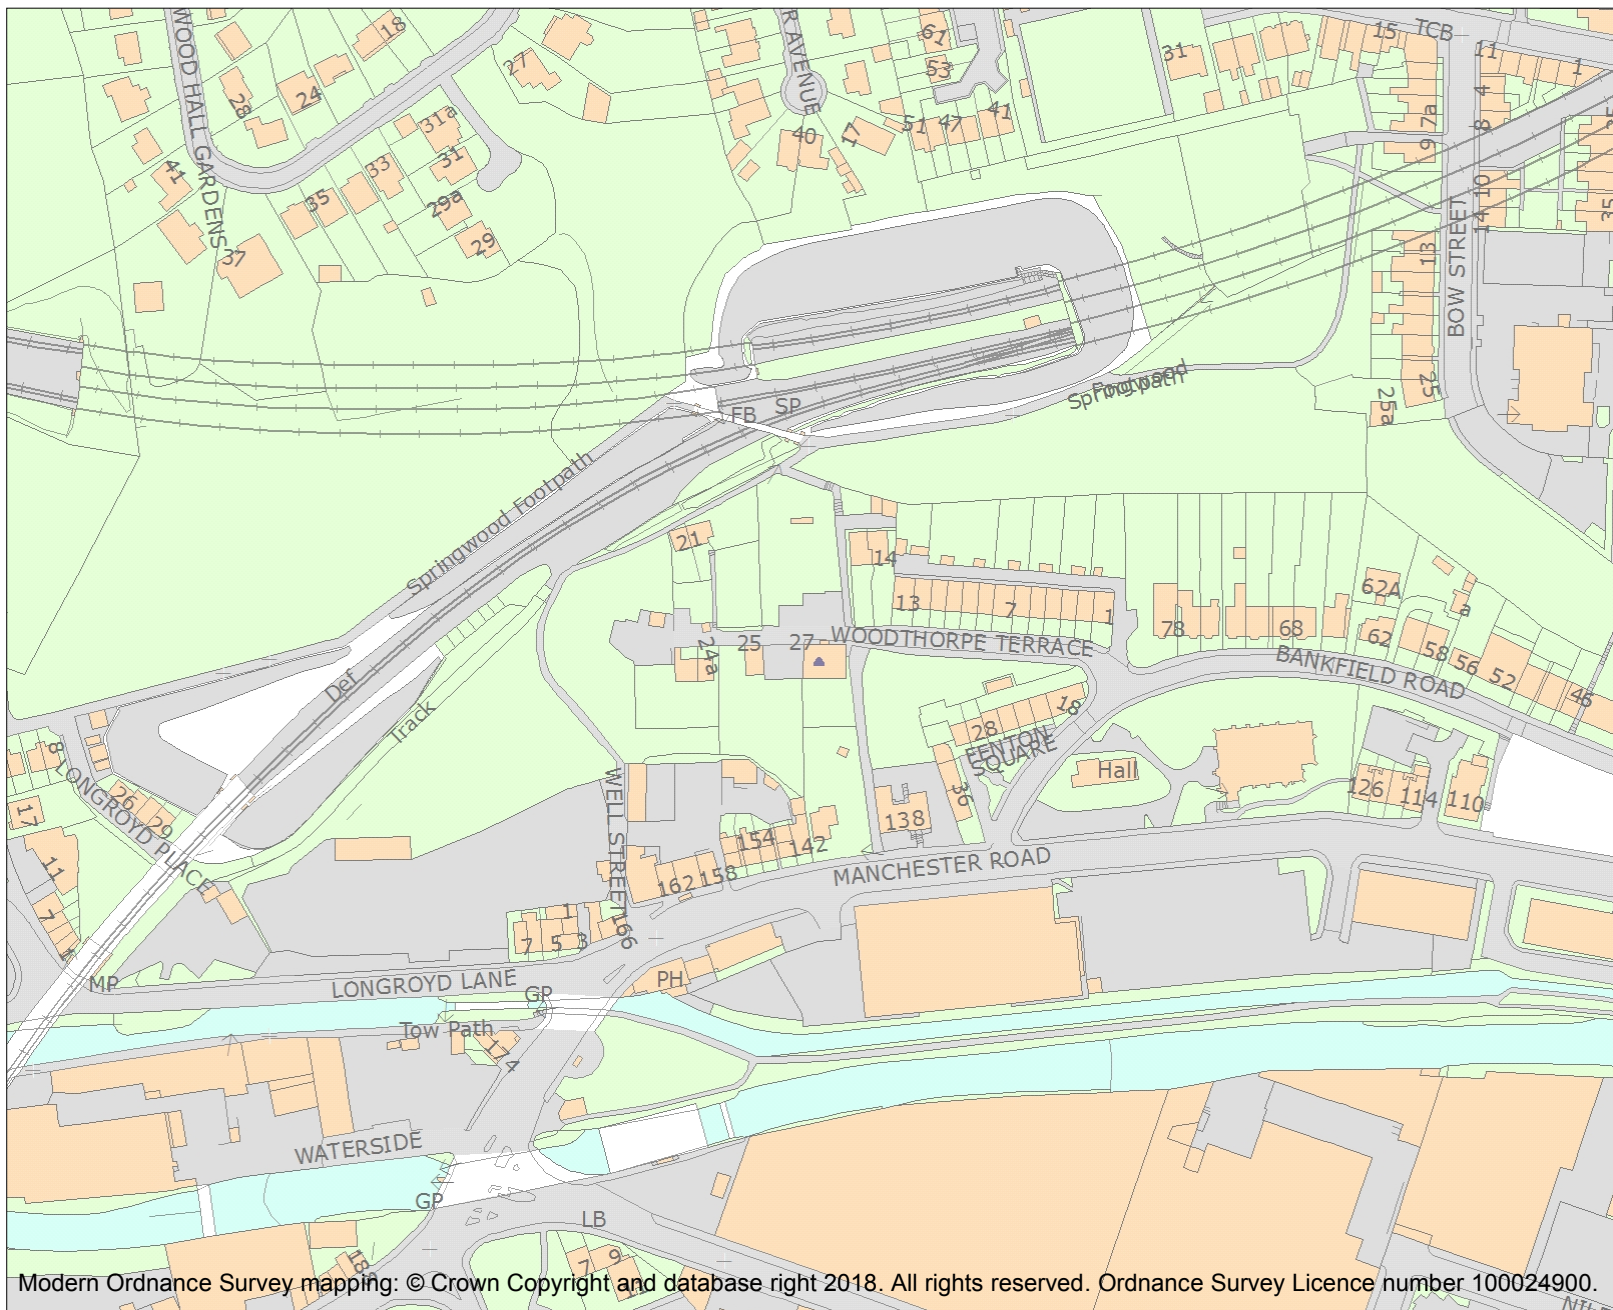 WOOD HALL GARDENS
18
27
R AVENUE
61
53
31
15
TCB
11
1
28
24
31a
40
17
51
47
41
4
7a
8
9
41
33
31
35
29a
10
35
14
37
29
BOW STREET
13
Springwood
Footpath
FB
SP
25
25a
Springwood Footpath
21
14
62A
a
13
7
1
78
68
62
58
56
52
46
24a
25
27
WOODTHORPE TERRACE
BANKFIELD ROAD
Def
Track
18
28
FENTON
SQUARE
Hall
8
LONGROYD PLACE
26
29
17
WELL STREET
36
126
114
110
138
154
142
11
162
158
MANCHESTER ROAD
7
1
7
5
3
166
MP
LONGROYD LANE
GP
PH
Tow Path
174
WATERSIDE
GP
LB
7
9
11
Modern Ordnance Survey mapping: © Crown Copyright and database right 2018. All rights reserved. Ordnance Survey Licence number 100024900.